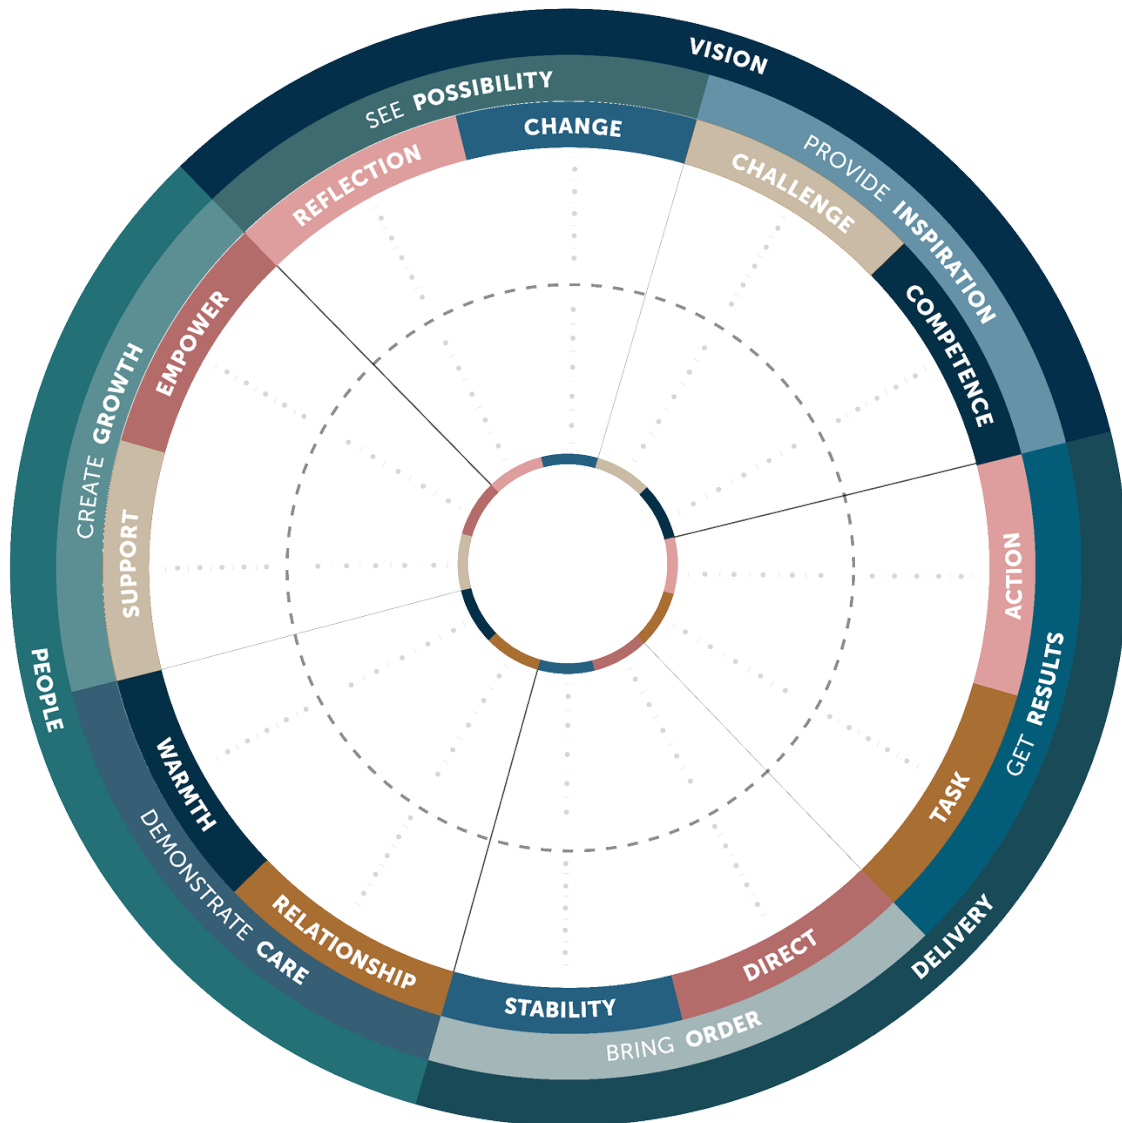 VISION
SEE POSSIBILITY
PROVIDE INSPIRATION
REFLECTION
CHANGE
CHALLENGE
COMPETENCE
DELIVERY
GET RESULTS
ACTION
TASK
BRING ORDER
DIRECT
STABILITY
PEOPLE
DEMONSTRATE CARE
RELATIONSHIP
WARMTH
CREATE GROWTH
SUPPORT
EMPOWER